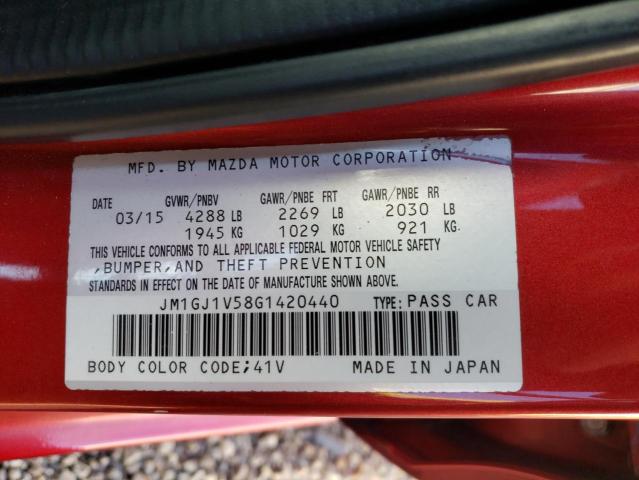 MFD. BY MAZDA MOTOR CORPORATION
DATE GVWR/PNBV GAWR/PNBE FRT GAWR/PNBE RR
03/15 4288 LB 2269 LB 2030 LB
1945 KG 1029 KG 921 KG.
THIS VEHICLE CONFORMS TO ALL APPLICABLE FEDERAL MOTOR VEHICLE SAFETY
,BUMPER,AND THEFT PREVENTION
STANDARDS IN EFFECT ON THE DATE OF MANUFACTURE SHOWN ABOVE.
JM1GJ1V58G1420440 TYPE: PASS CAR
BODY COLOR CODE;41V MADE IN JAPAN